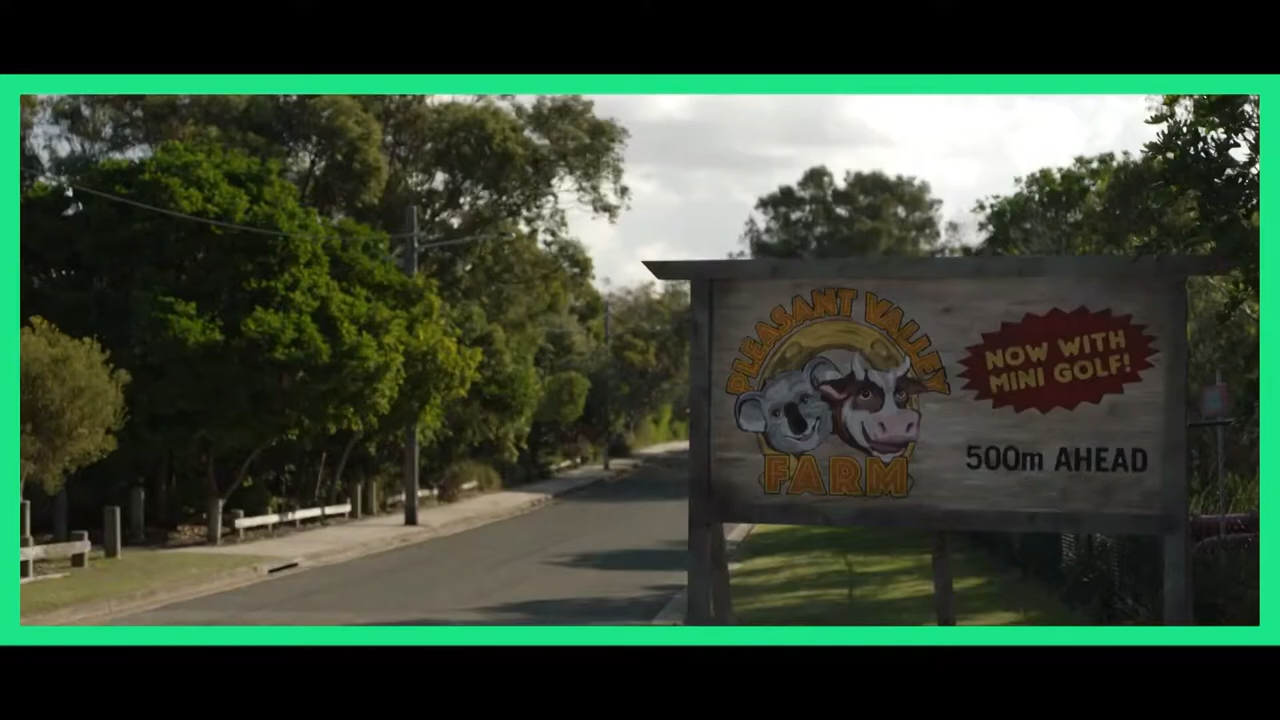 PLEASANT VALLEY
FARM
NOW WITH
MINI GOLF!
500m AHEAD